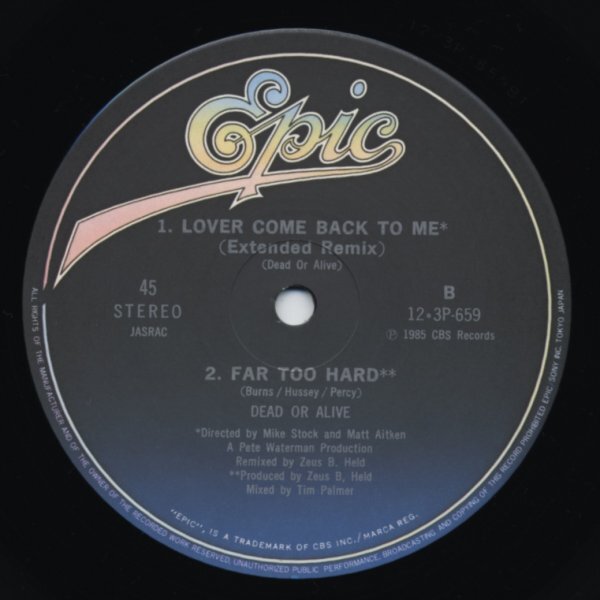 Epic
1. LOVER COME BACK TO ME*
(Extended Remix)
(Dead Or Alive)
45
STEREO
JASRAC
B
12•3P-659
Ⓟ 1985 CBS Records
2. FAR TOO HARD**
(Burns / Hussey / Percy)
DEAD OR ALIVE
*Directed by Mike Stock and Matt Aitken
A Pete Waterman Production
Remixed by Zeus B. Held
**Produced by Zeus B, Held
Mixed by Tim Palmer
"EPIC", IS A TRADEMARK OF CBS INC./MARCA REG.
ALL RIGHTS OF THE MANUFACTURER AND OF THE OWNER OF THE RECORDED WORK RESERVED. UNAUTHORIZED PUBLIC PERFORMANCE, BROADCASTING AND COPYING OF THIS RECORD PROHIBITED EPIC·SONY INC. TOKYO JAPAN